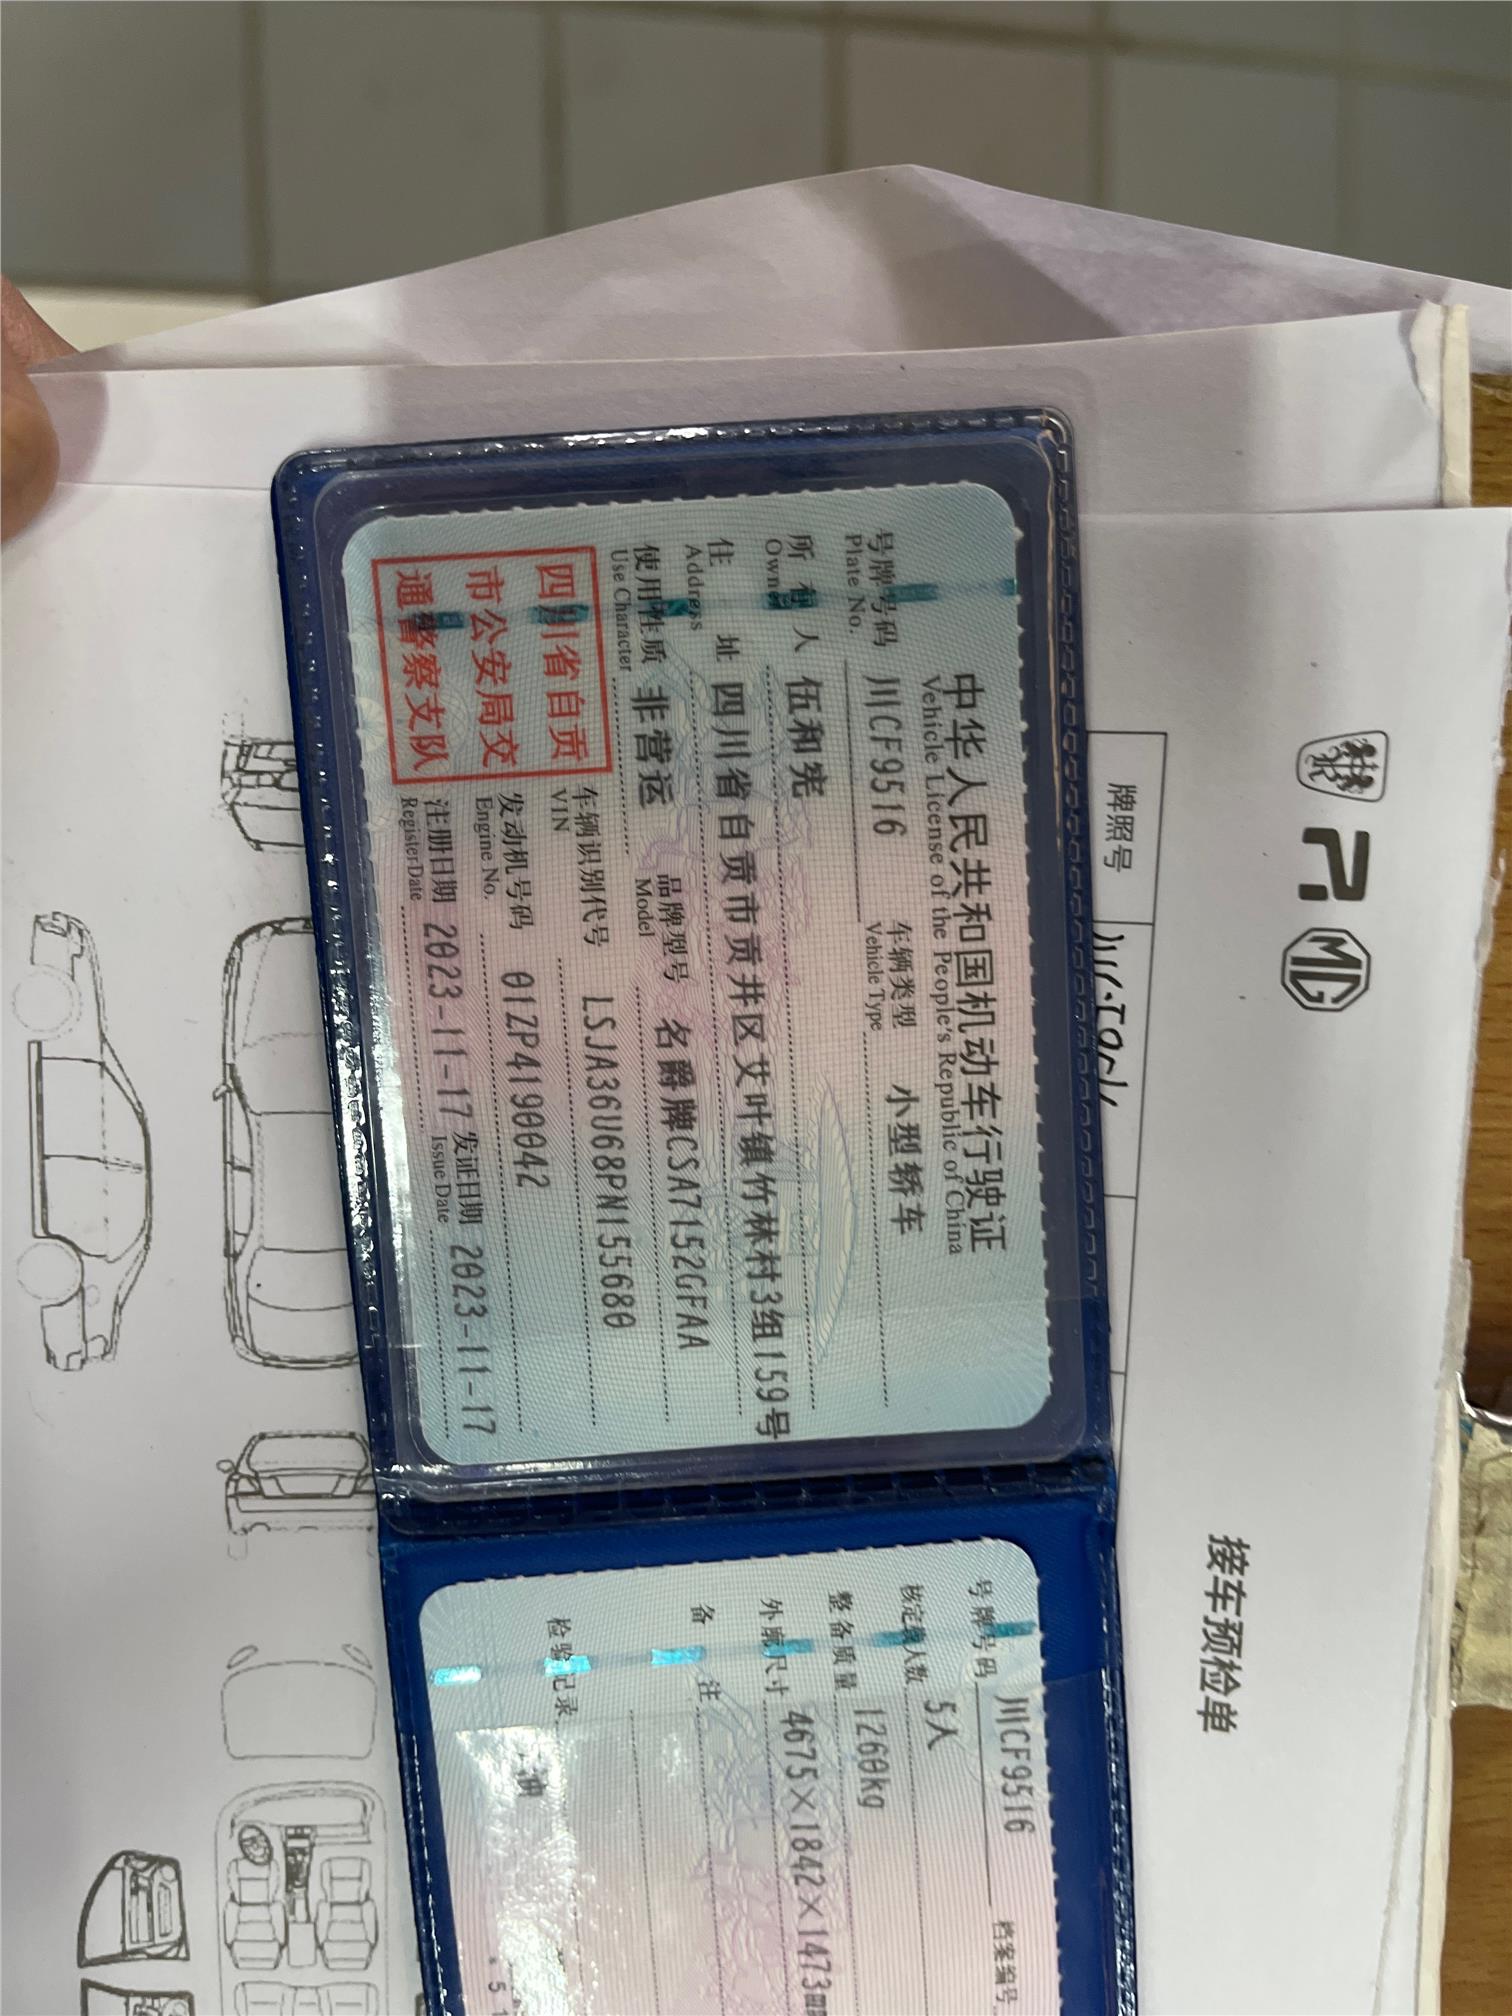 MG
接车预检单
牌照号
中华人民共和国机动车行驶证
Vehicle License of the People's Republic of China
号牌号码 川CF9516 车辆类型 小型轿车
Plate No. Vehicle Type
所有人 伍和宪
Owner
住址 四川省自贡市贡井区艾叶镇竹林村3组159号
Address
使用性质 非营运 品牌型号 名爵牌CSA7152GFAA
Use Character Model
四川省自贡
市公安局交
通警察支队
车辆识别代号 LSJA36U68PN155680
VIN
发动机号码 01ZP4190042
Engine No.
注册日期 2023-11-17 发证日期 2023-11-17
Register Date Issue Date
号牌号码 川CF9516 档案编号
核定载人数 5人
整备质量 1260kg
外廓尺寸 4675×1842×1473mm
备注
检验记录
油